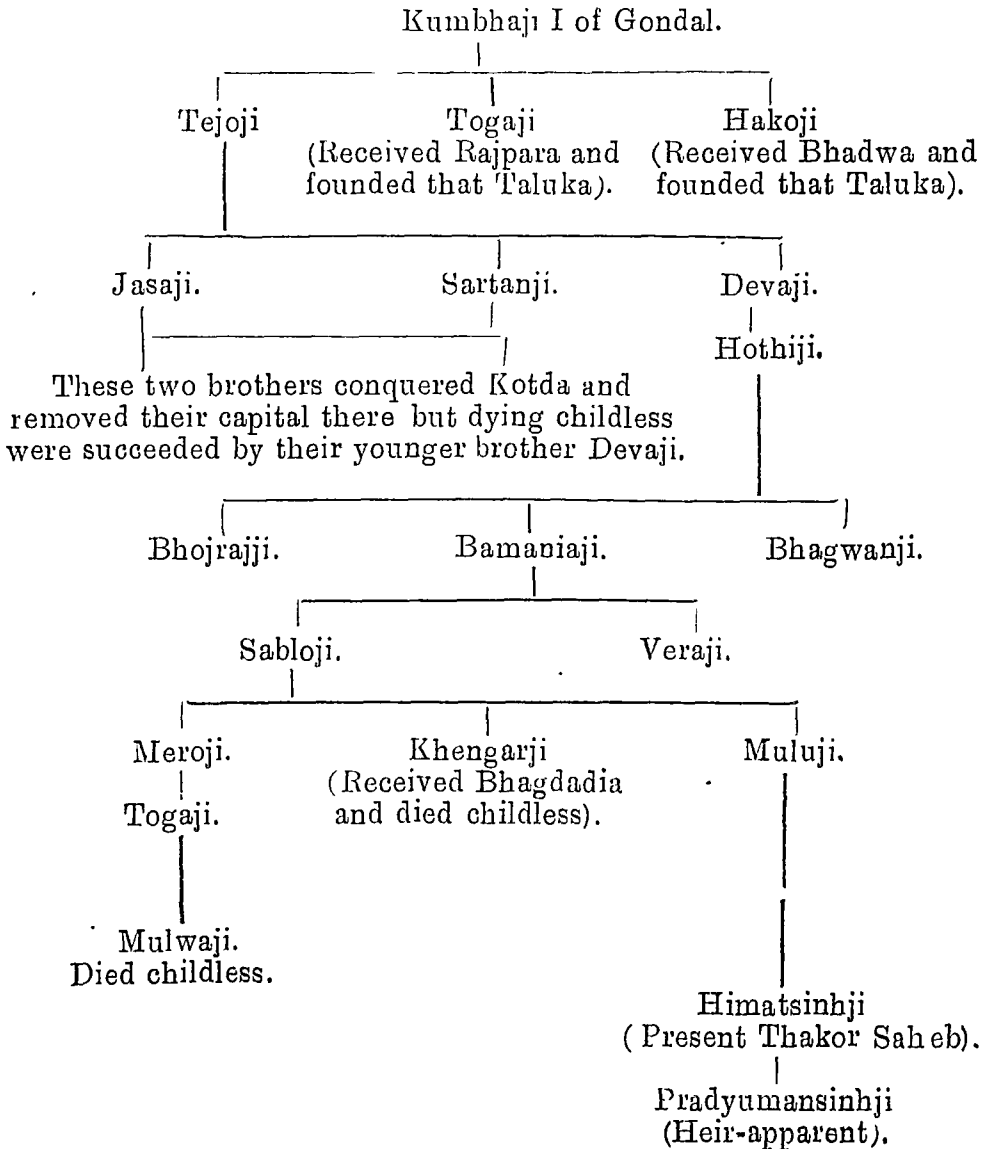 Kumbhaji I of Gondal.
Tejoji Togaji Hakoji
(Received Rajpara and (Received Bhadwa and
founded that Taluka). founded that Taluka).
Jasaji. Sartanji. Devaji.
Hothiji.
These two brothers conquered Kotda and
removed their capital there but dying childless
were succeeded by their younger brother Devaji.
Bhojrajji. Bamaniaji. Bhagwanji.
Sabloji. Veraji.
Meroji. Khengarji Muluji.
(Received Bhagdadia
Togaji. and died childless).
Mulwaji.
Died childless.
Himatsinhji
( Present Thakor Saheb).
Pradyumansinhji
(Heir-apparent).